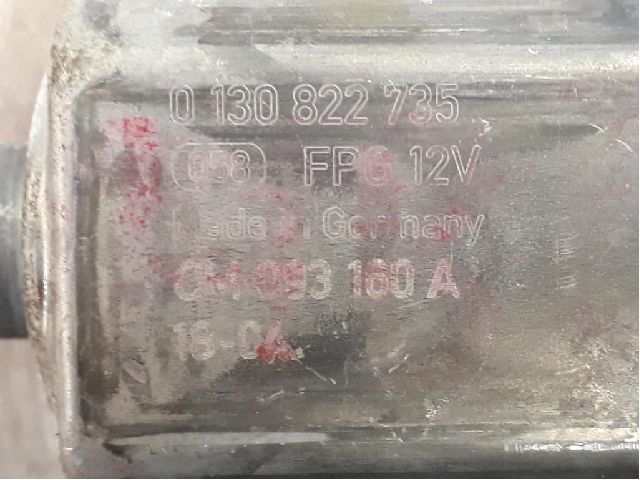 0 130 822 735
058 FPG 12V
Made in Germany
093 160 A